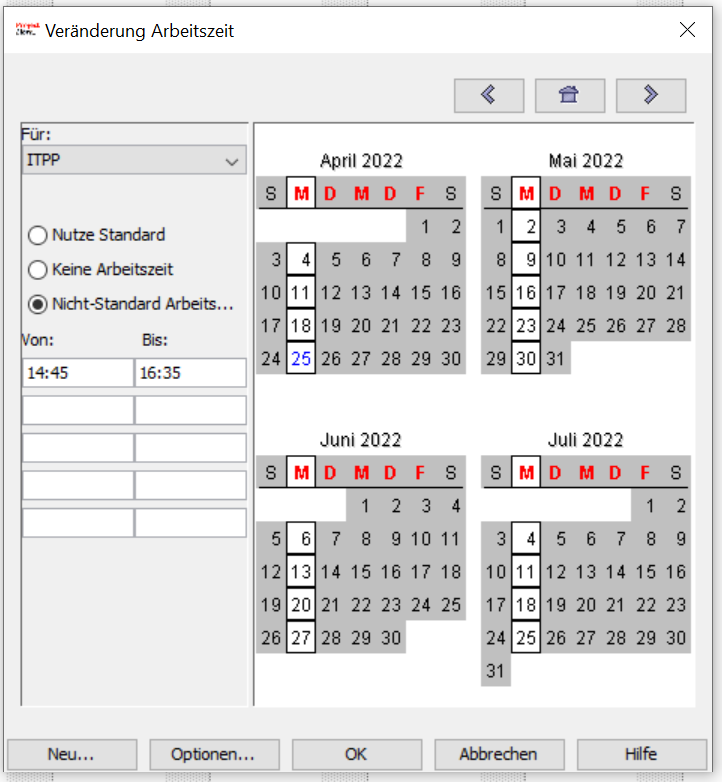 Veränderung Arbeitszeit
Für:
ITPP
Nutze Standard
Keine Arbeitszeit
Nicht-Standard Arbeits...
Von: Bis:
14:45 16:35
April 2022
S M D M D F S
1 2
3 4 5 6 7 8 9
10 11 12 13 14 15 16
17 18 19 20 21 22 23
24 25 26 27 28 29 30
Mai 2022
S M D M D F S
1 2 3 4 5 6 7
8 9 10 11 12 13 14
15 16 17 18 19 20 21
22 23 24 25 26 27 28
29 30 31
Juni 2022
S M D M D F S
1 2 3 4
5 6 7 8 9 10 11
12 13 14 15 16 17 18
19 20 21 22 23 24 25
26 27 28 29 30
Juli 2022
S M D M D F S
1 2
3 4 5 6 7 8 9
10 11 12 13 14 15 16
17 18 19 20 21 22 23
24 25 26 27 28 29 30
31
Neu... Optionen... OK Abbrechen Hilfe